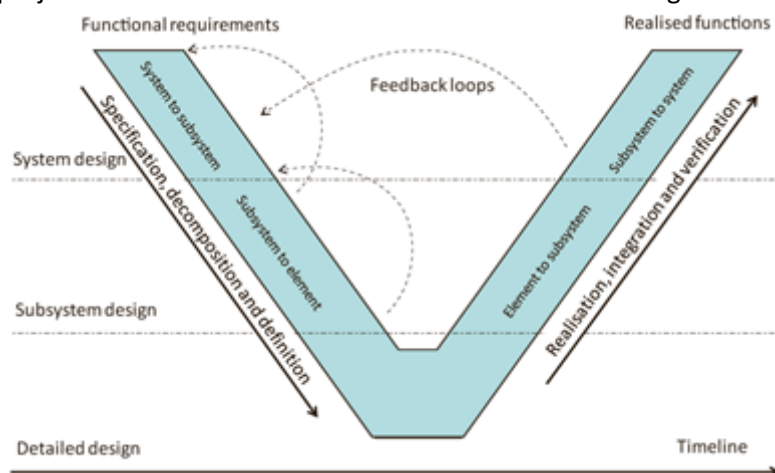 Functional requirements
Realised functions
Feedback loops
System to subsystem
Subsystem to system
System design
Specification, decomposition and definition
Subsystem to element
Element to subsystem
Realisation, integration and verification
Subsystem design
Detailed design
Timeline